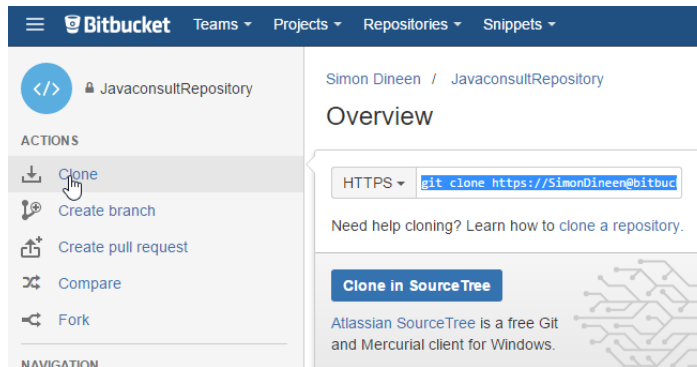 Bitbucket Teams Projects Repositories Snippets
</> JavaconsultRepository
ACTIONS
Clone
Create branch
Create pull request
Compare
Fork
NAVIGATION
Simon Dineen / JavaconsultRepository
Overview
HTTPS git clone https://SimonDineen@bitbuc
Need help cloning? Learn how to clone a repository.
Clone in SourceTree
Atlassian SourceTree is a free Git
and Mercurial client for Windows.